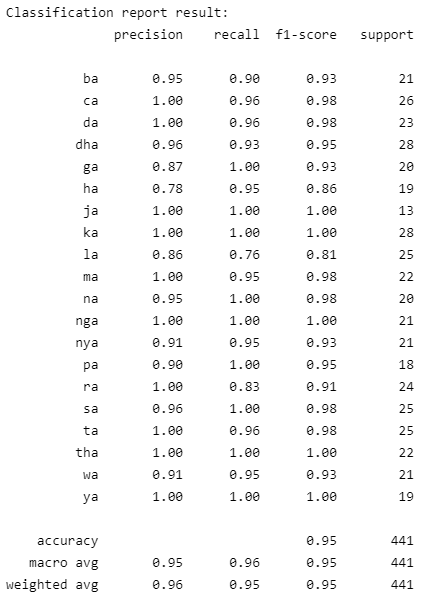 Classification report result:
precision recall f1-score support
ba 0.95 0.90 0.93 21
ca 1.00 0.96 0.98 26
da 1.00 0.96 0.98 23
dha 0.96 0.93 0.95 28
ga 0.87 1.00 0.93 20
ha 0.78 0.95 0.86 19
ja 1.00 1.00 1.00 13
ka 1.00 1.00 1.00 28
la 0.86 0.76 0.81 25
ma 1.00 0.95 0.98 22
na 0.95 1.00 0.98 20
nga 1.00 1.00 1.00 21
nya 0.91 0.95 0.93 21
pa 0.90 1.00 0.95 18
ra 1.00 0.83 0.91 24
sa 0.96 1.00 0.98 25
ta 1.00 0.96 0.98 25
tha 1.00 1.00 1.00 22
wa 0.91 0.95 0.93 21
ya 1.00 1.00 1.00 19
accuracy 0.95 441
macro avg 0.95 0.96 0.95 441
weighted avg 0.96 0.95 0.95 441